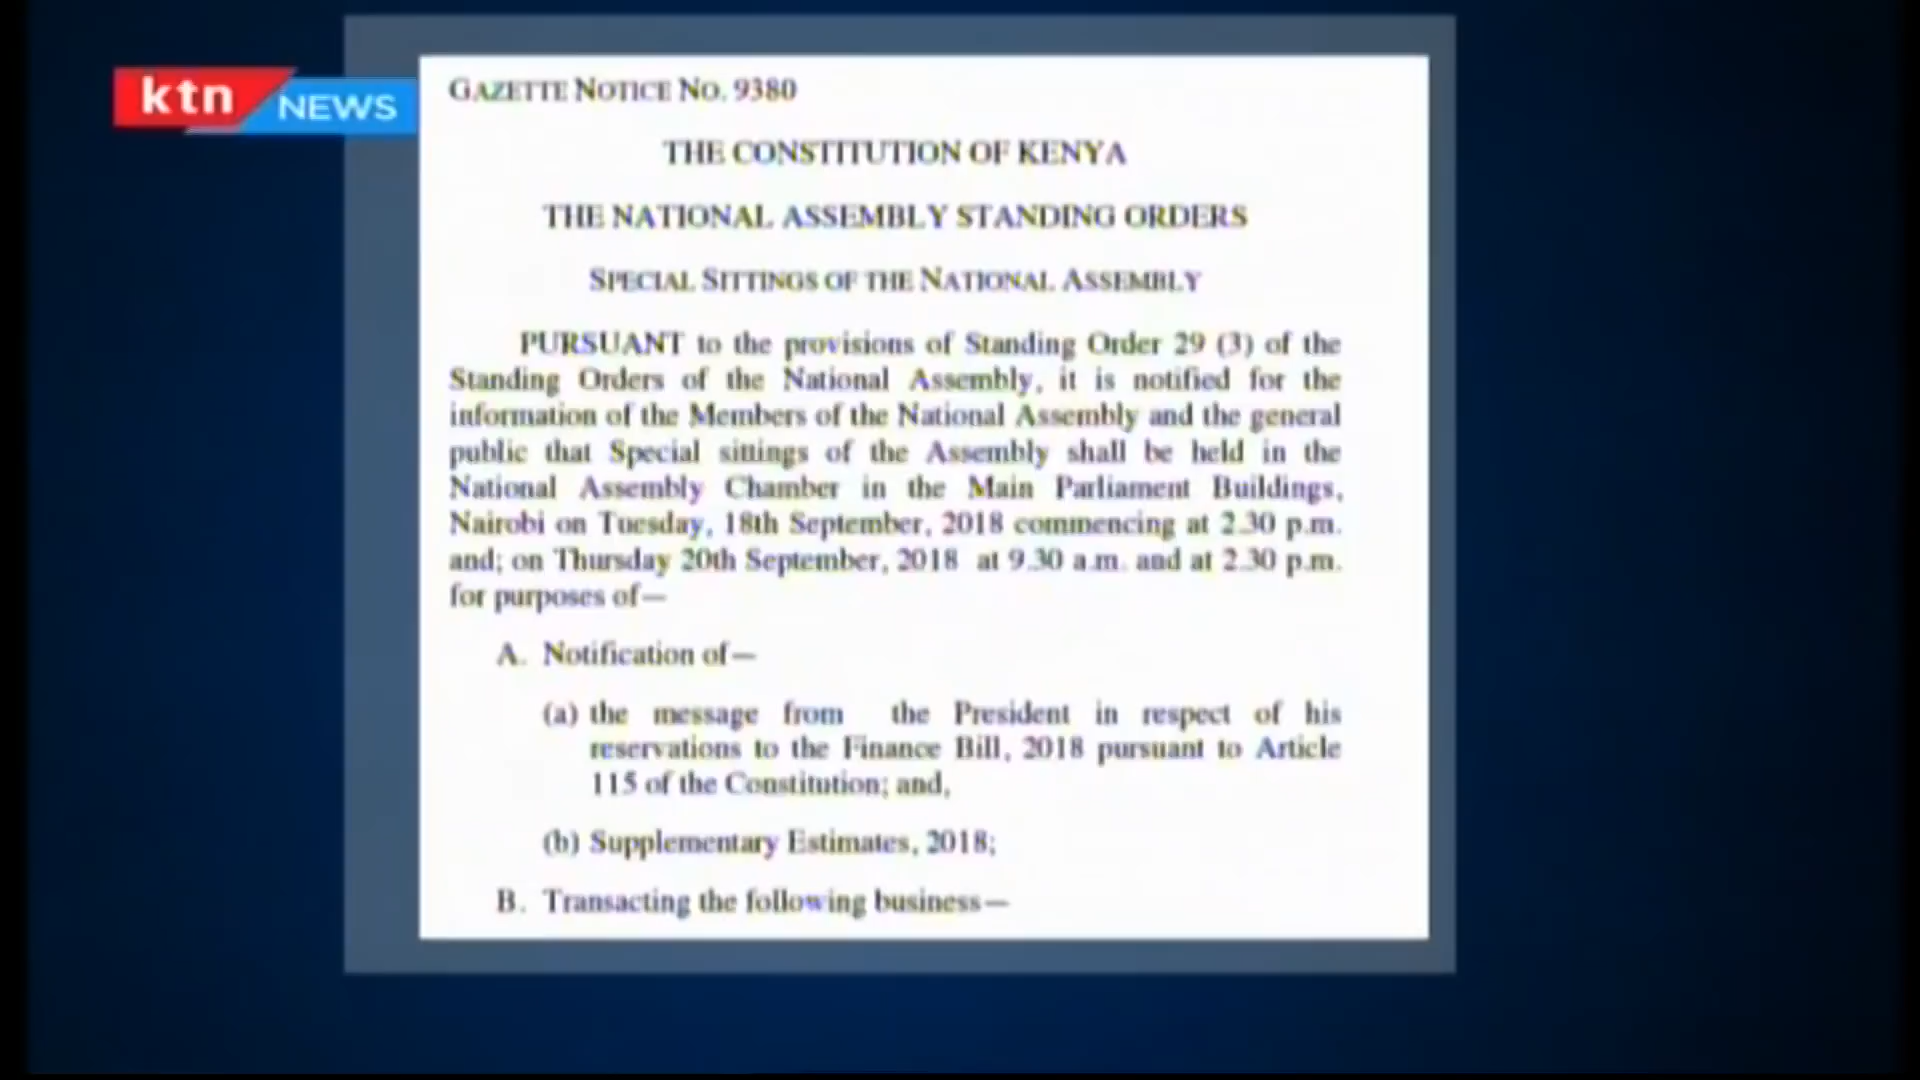 ktn NEWS
GAZETTE NOTICE NO. 9380
THE CONSTITUTION OF KENYA
THE NATIONAL ASSEMBLY STANDING ORDERS
SPECIAL SITTINGS OF THE NATIONAL ASSEMBLY
PURSUANT to the provisions of Standing Order 29 (3) of the
Standing Orders of the National Assembly, it is notified for the
information of the Members of the National Assembly and the general
public that Special sittings of the Assembly shall be held in the
National Assembly Chamber in the Main Parliament Buildings,
Nairobi on Tuesday, 18th September, 2018 commencing at 2.30 p.m.
and; on Thursday 20th September, 2018 at 9.30 a.m. and at 2.30 p.m.
for purposes of—
A. Notification of—
(a) the message from the President in respect of his
reservations to the Finance Bill, 2018 pursuant to Article
115 of the Constitution; and,
(b) Supplementary Estimates, 2018;
B. Transacting the following business—